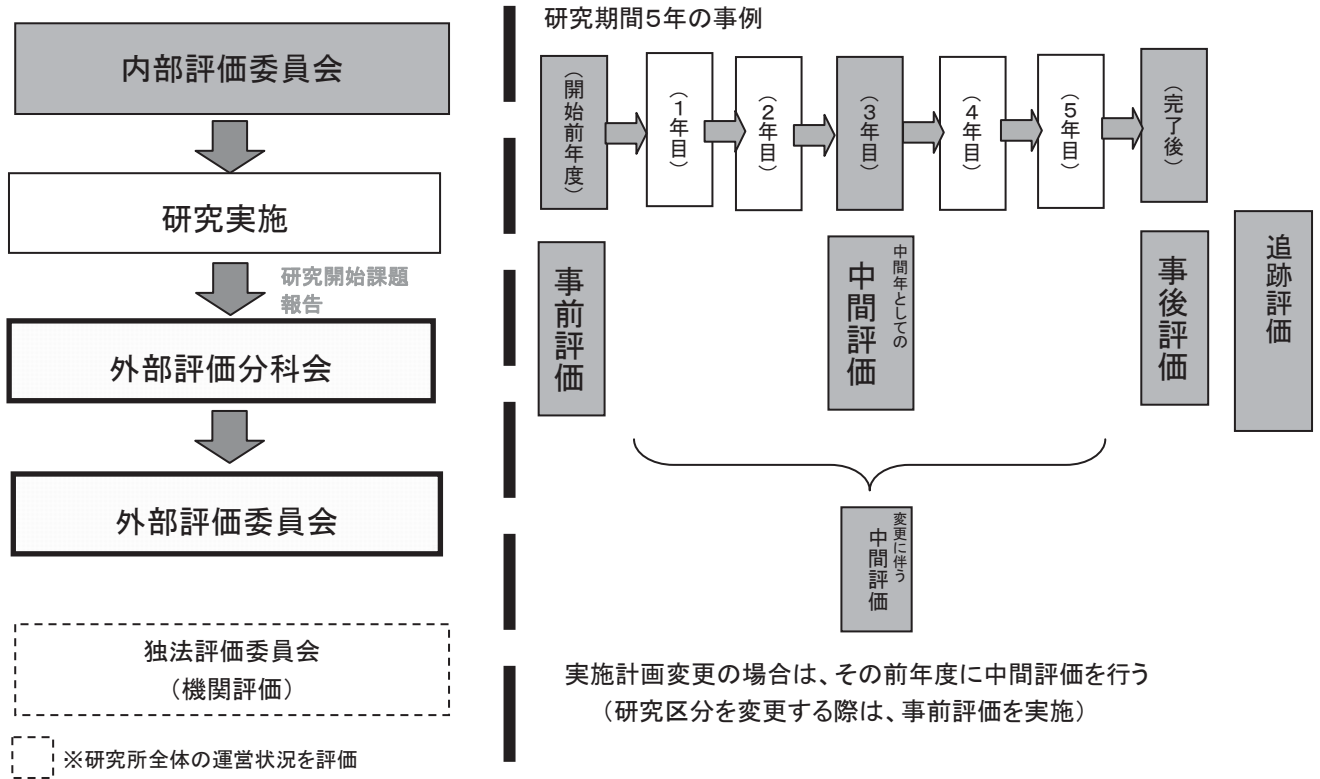 内部評価委員会
研究実施
研究開始課題
報告
外部評価分科会
外部評価委員会
独法評価委員会
（機関評価）
※研究所全体の運営状況を評価
研究期間5年の事例
（開始前年度）
（1年目）
（2年目）
（3年目）
（4年目）
（5年目）
（完了後）
事前評価
中間年としての
中間評価
事後評価
追跡評価
変更に伴う
中間評価
実施計画変更の場合は、その前年度に中間評価を行う
（研究区分を変更する際は、事前評価を実施）